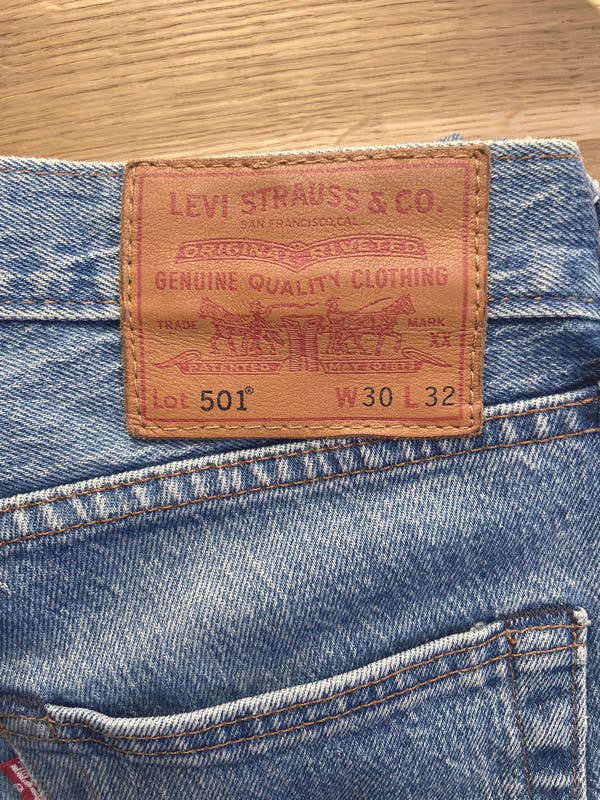 LEVI STRAUSS & CO.
SAN FRANCISCO, CAL.
ORIGINAL RIVETED
GENUINE QUALITY CLOTHING
TRADE MARK
XX
PATENTED MAY 20 1873
Lot 501® W30 L32